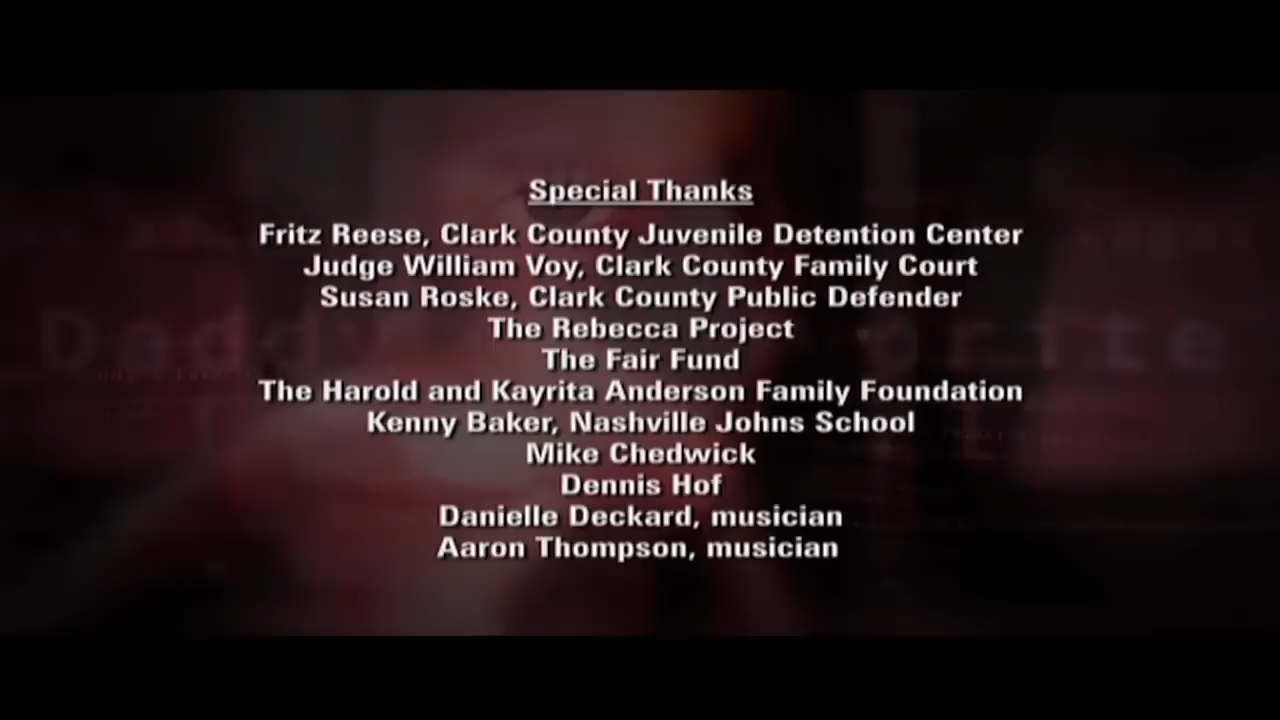 Special Thanks
Fritz Reese, Clark County Juvenile Detention Center
Judge William Voy, Clark County Family Court
Susan Roske, Clark County Public Defender
Daddy
The Rebecca Project
The Fair Fund
The Harold and Kayrita Anderson Family Foundation
Kenny Baker, Nashville Johns School
Mike Chedwick
Dennis Hof
Danielle Deckard, musician
Aaron Thompson, musician